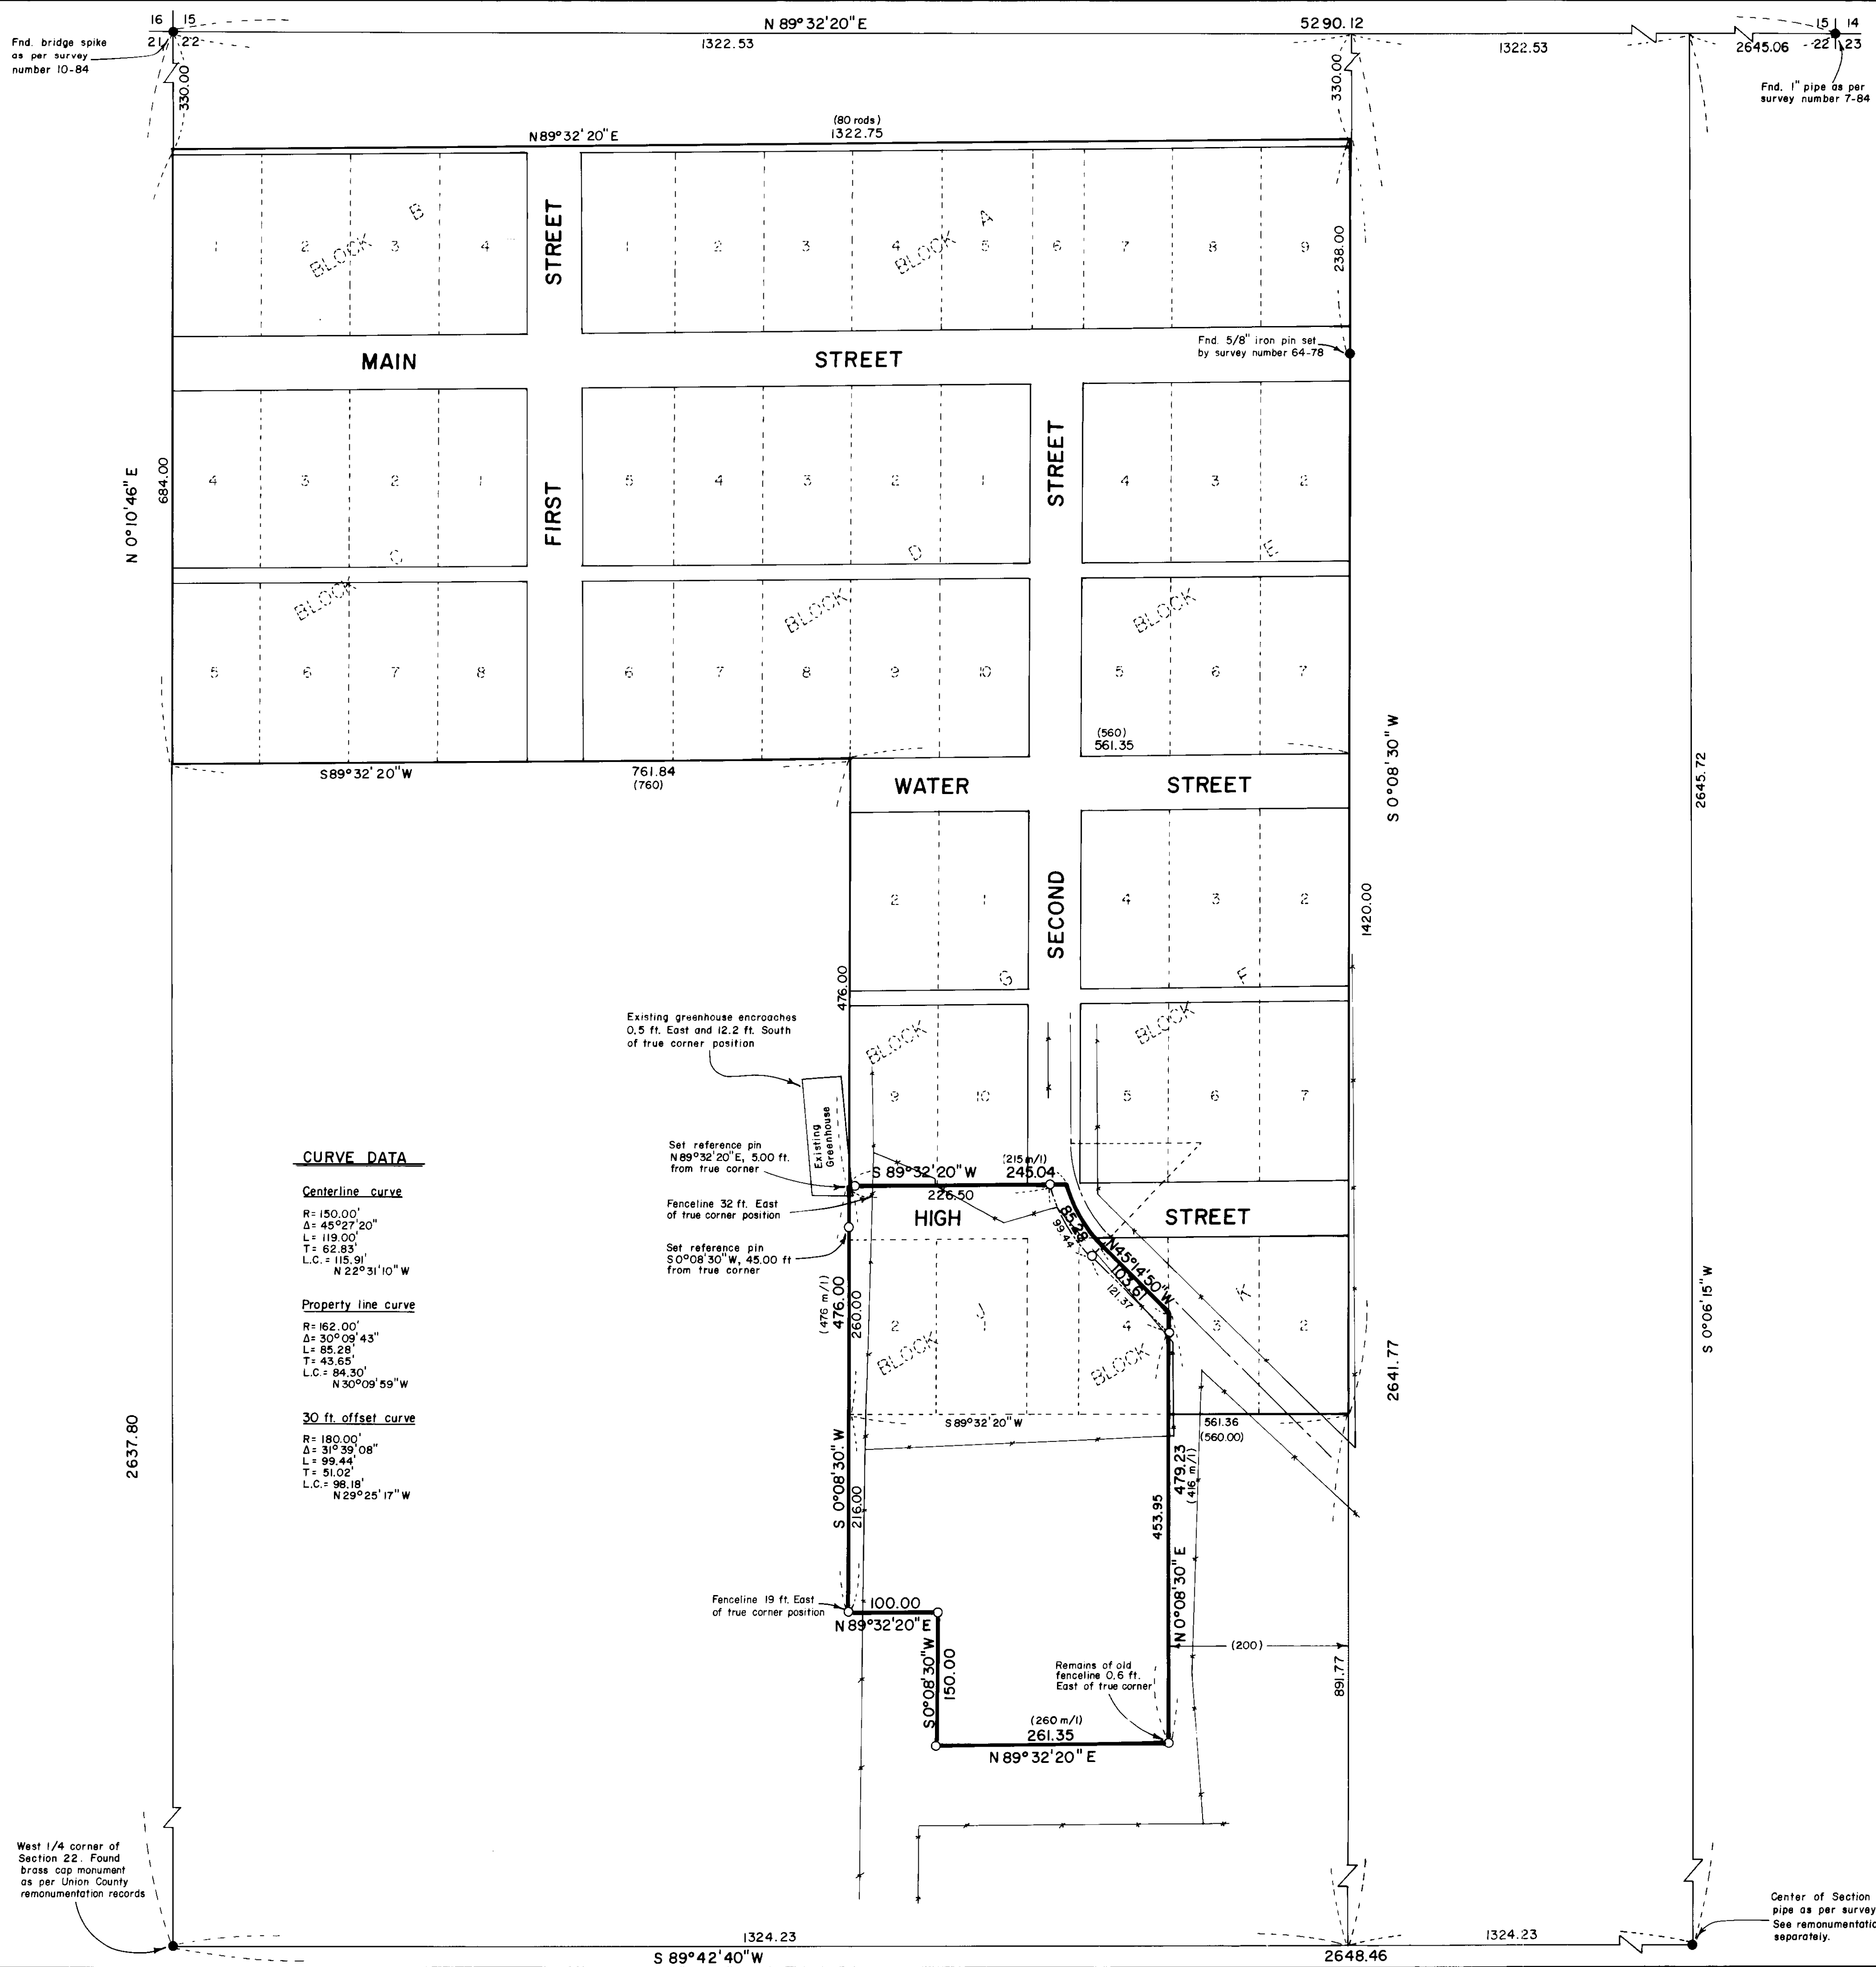 16 15
21 22
Fnd. bridge spike
as per survey
number 10-84
N 89° 32'20" E
5290.12
1322.53
1322.53
2645.06
15 14
22 23
Fnd. 1" pipe as per
survey number 7-84
330.00
330.00
N89°32'20"E
(80 rods)
1322.75
BLOCK B
1 2 3 4
STREET
BLOCK A
1 2 3 4 5 6 7 8 9
238.00
Fnd. 5/8" iron pin set
by survey number 64-78
MAIN STREET
N 0°10'46" E
684.00
4 3 2 1
FIRST
5 4 3 2 1
STREET
4 3 2
BLOCK C
BLOCK D
BLOCK E
5 6 7 8
6 7 8 9 10
5 6 7
(560)
561.35
S 0°08'30" W
2645.72
S89°32'20"W
761.84
(760)
WATER STREET
2 1
SECOND
4 3 2
1420.00
476.00
BLOCK G
BLOCK F
Existing greenhouse encroaches
0.5 ft. East and 12.2 ft. South
of true corner position
9 10
5 6 7
Existing
Greenhouse
Set reference pin
N89°32'20"E, 5.00 ft.
from true corner
S 89°32'20"W
(215 m/l)
245.04
226.50
Fenceline 32 ft. East
of true corner position
HIGH STREET
85.28
99.44
N45°14'50"W
103.61
121.37
Set reference pin
S0°08'30"W, 45.00 ft
from true corner
CURVE DATA
Centerline curve
R=150.00'
Δ= 45°27'20"
L= 119.00'
T= 62.83'
L.C.= 115.91'
N 22°31'10"W
Property line curve
R=162.00'
Δ= 30°09'43"
L= 85.28'
T= 43.65'
L.C.= 84.30'
N30°09'59"W
30 ft. offset curve
R= 180.00'
Δ= 31°39'08"
L= 99.44'
T= 51.02'
L.C.= 98.18'
N29°25'17"W
(476 m/l)
476.00
260.00
2 1
BLOCK J
4 3 2
BLOCK K
S 0°06'15" W
2641.77
S89°32'20"W
561.36
(560.00)
2637.80
S 0°08'30" W
216.00
479.23
(416 m/l)
453.95
N 0°08'30" E
Fenceline 19 ft. East
of true corner position
100.00
N 89°32'20" E
S 0°08'30" W
150.00
(200)
891.77
Remains of old
fenceline 0.6 ft.
East of true corner
(260 m/l)
261.35
N 89°32'20" E
West 1/4 corner of
Section 22. Found
brass cap monument
as per Union County
remonumentation records
1324.23
S 89°42'40"W
2648.46
1324.23
Center of Section
pipe as per survey
See remonumentatio
separately.